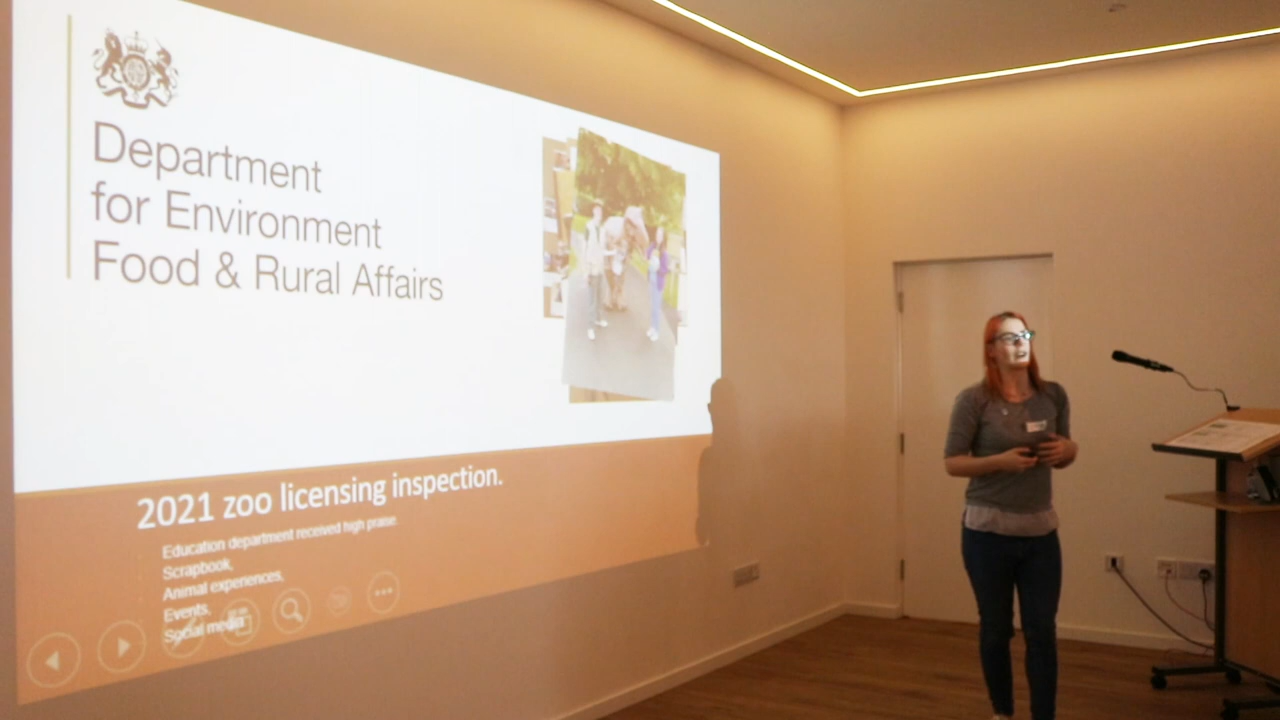 Department
for Environment
Food & Rural Affairs
2021 zoo licensing inspection.
Education department received high praise.
Scrapbook,
Animal experiences,
Events,
Social media